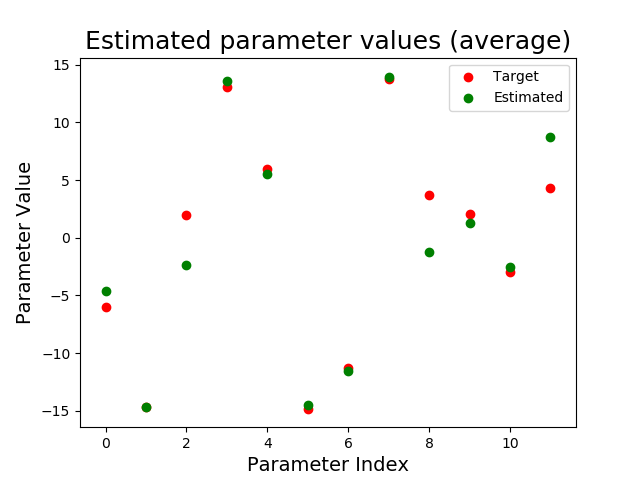 Estimated parameter values (average)
Target
Estimated
15
10
5
0
−5
−10
−15
Parameter Value
0 2 4 6 8 10
Parameter Index